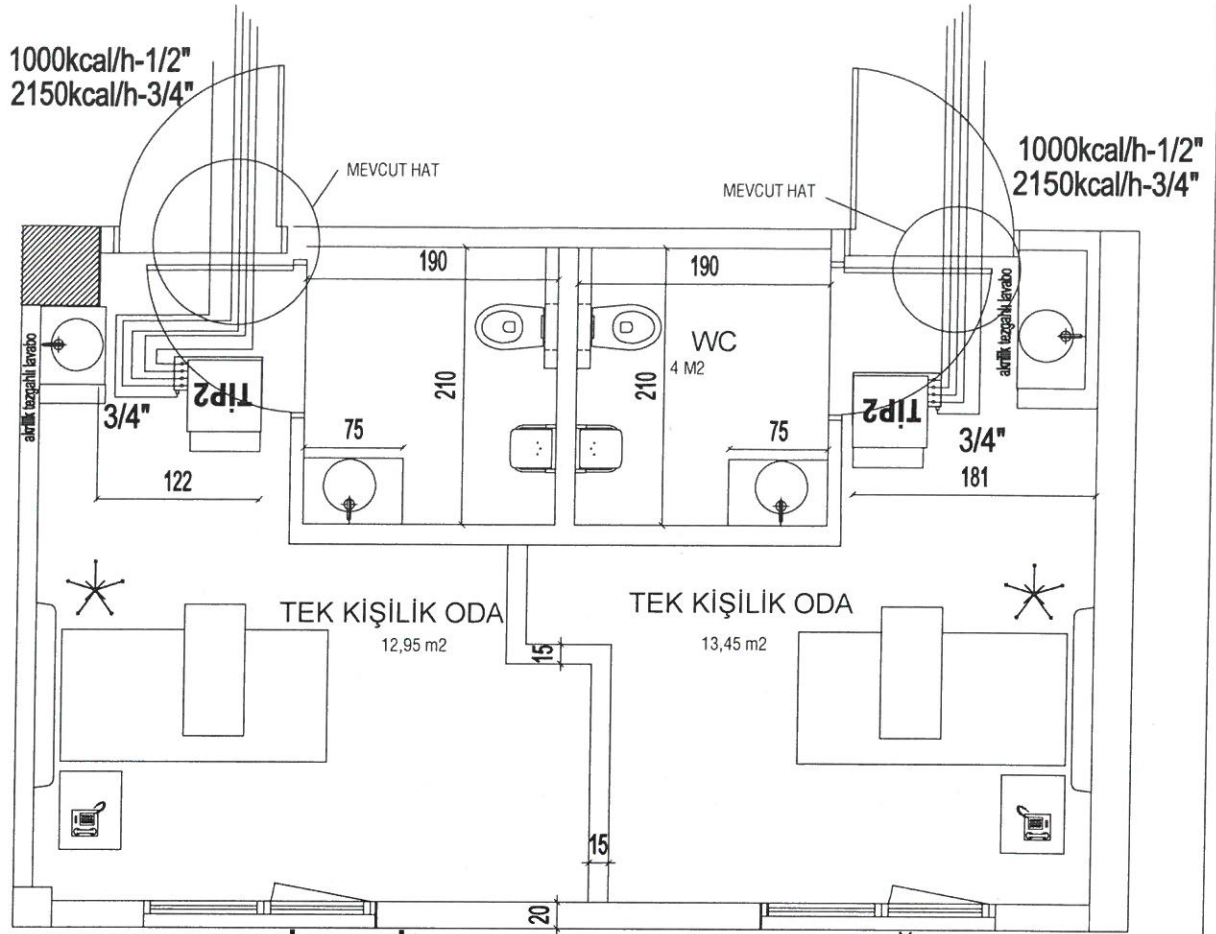 1000kcal/h-1/2"
2150kcal/h-3/4"
MEVCUT HAT
MEVCUT HAT
1000kcal/h-1/2"
2150kcal/h-3/4"
190
190
akrilik tezgahlı lavabo
akrilik tezgahlı lavabo
WC
4 M2
210
210
TİP2
TİP2
3/4"
3/4"
75
75
122
181
TEK KİŞİLİK ODA
12,95 m2
TEK KİŞİLİK ODA
13,45 m2
15
15
20